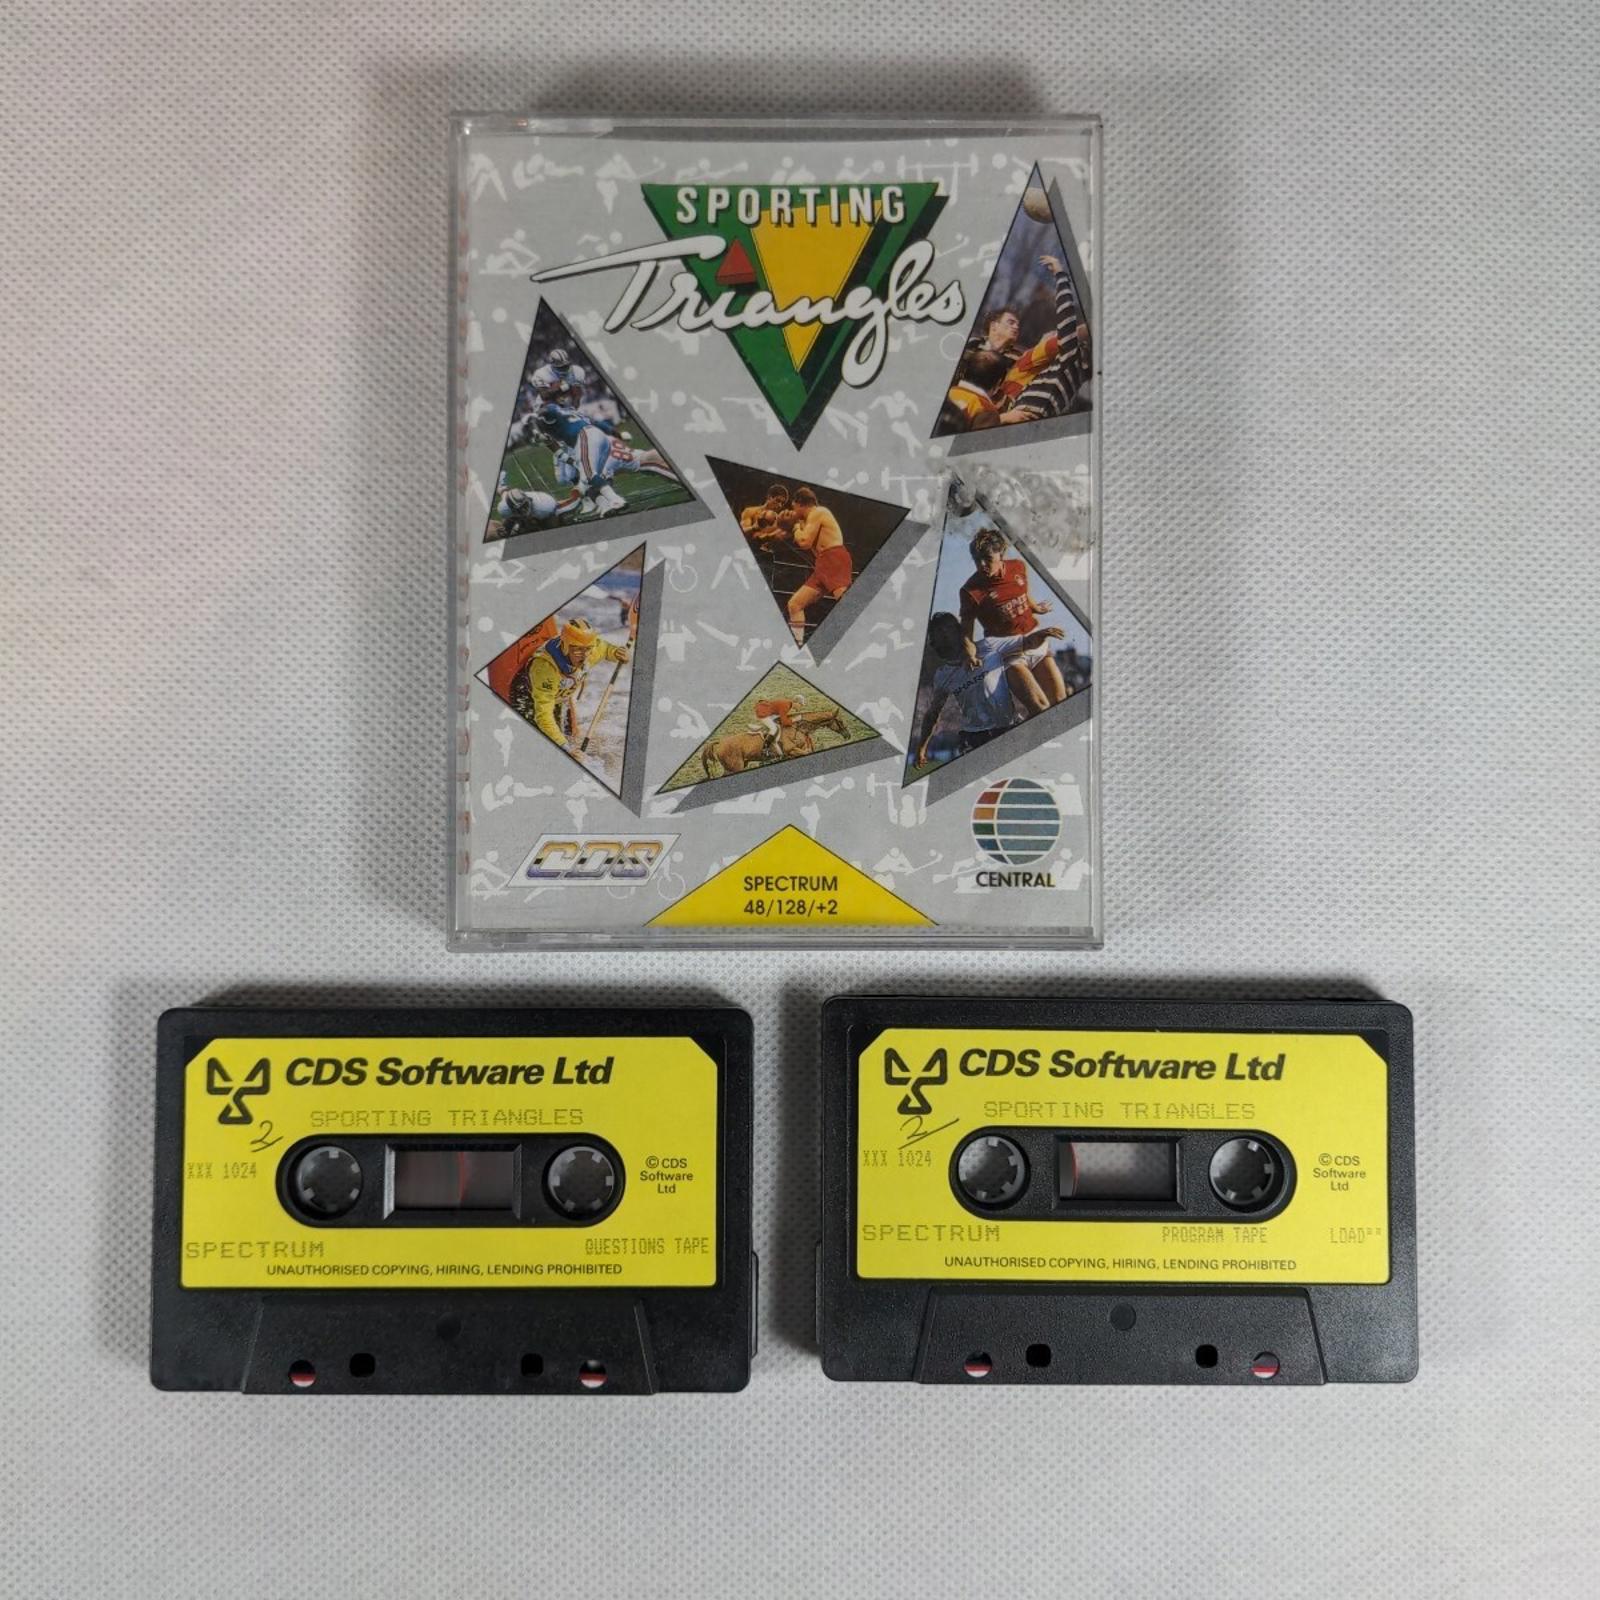 SPORTING
Triangles
89
SHARP
CDS
SPECTRUM
48/128/+2
CENTRAL
CDS Software Ltd
SPORTING TRIANGLES
2
XXX 1024
© CDS
Software
Ltd
SPECTRUM QUESTIONS TAPE
UNAUTHORISED COPYING, HIRING, LENDING PROHIBITED
CDS Software Ltd
SPORTING TRIANGLES
2
XXX 1024
© CDS
Software
Ltd
SPECTRUM PROGRAM TAPE LOAD""
UNAUTHORISED COPYING, HIRING, LENDING PROHIBITED